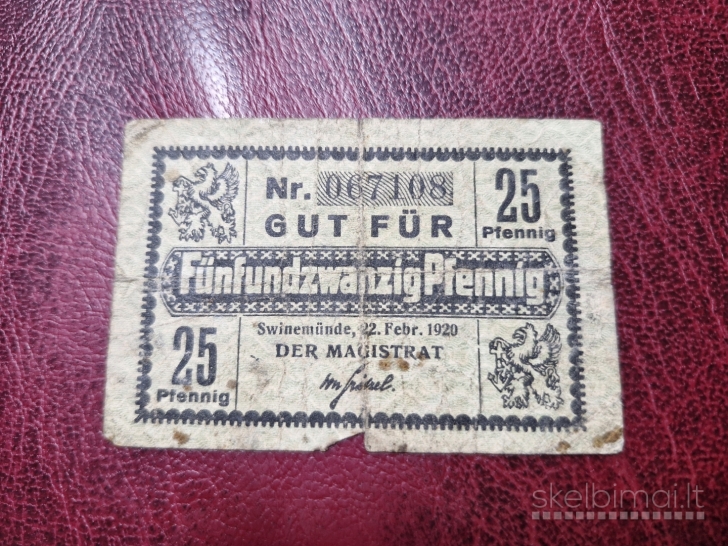 Nr. 067108
25
Pfennig
GUT FÜR
Fünfundzwanzig Pfennig
Swinemünde, 22. Febr. 1920
DER MAGISTRAT
25
Pfennig
skelbimai.lt